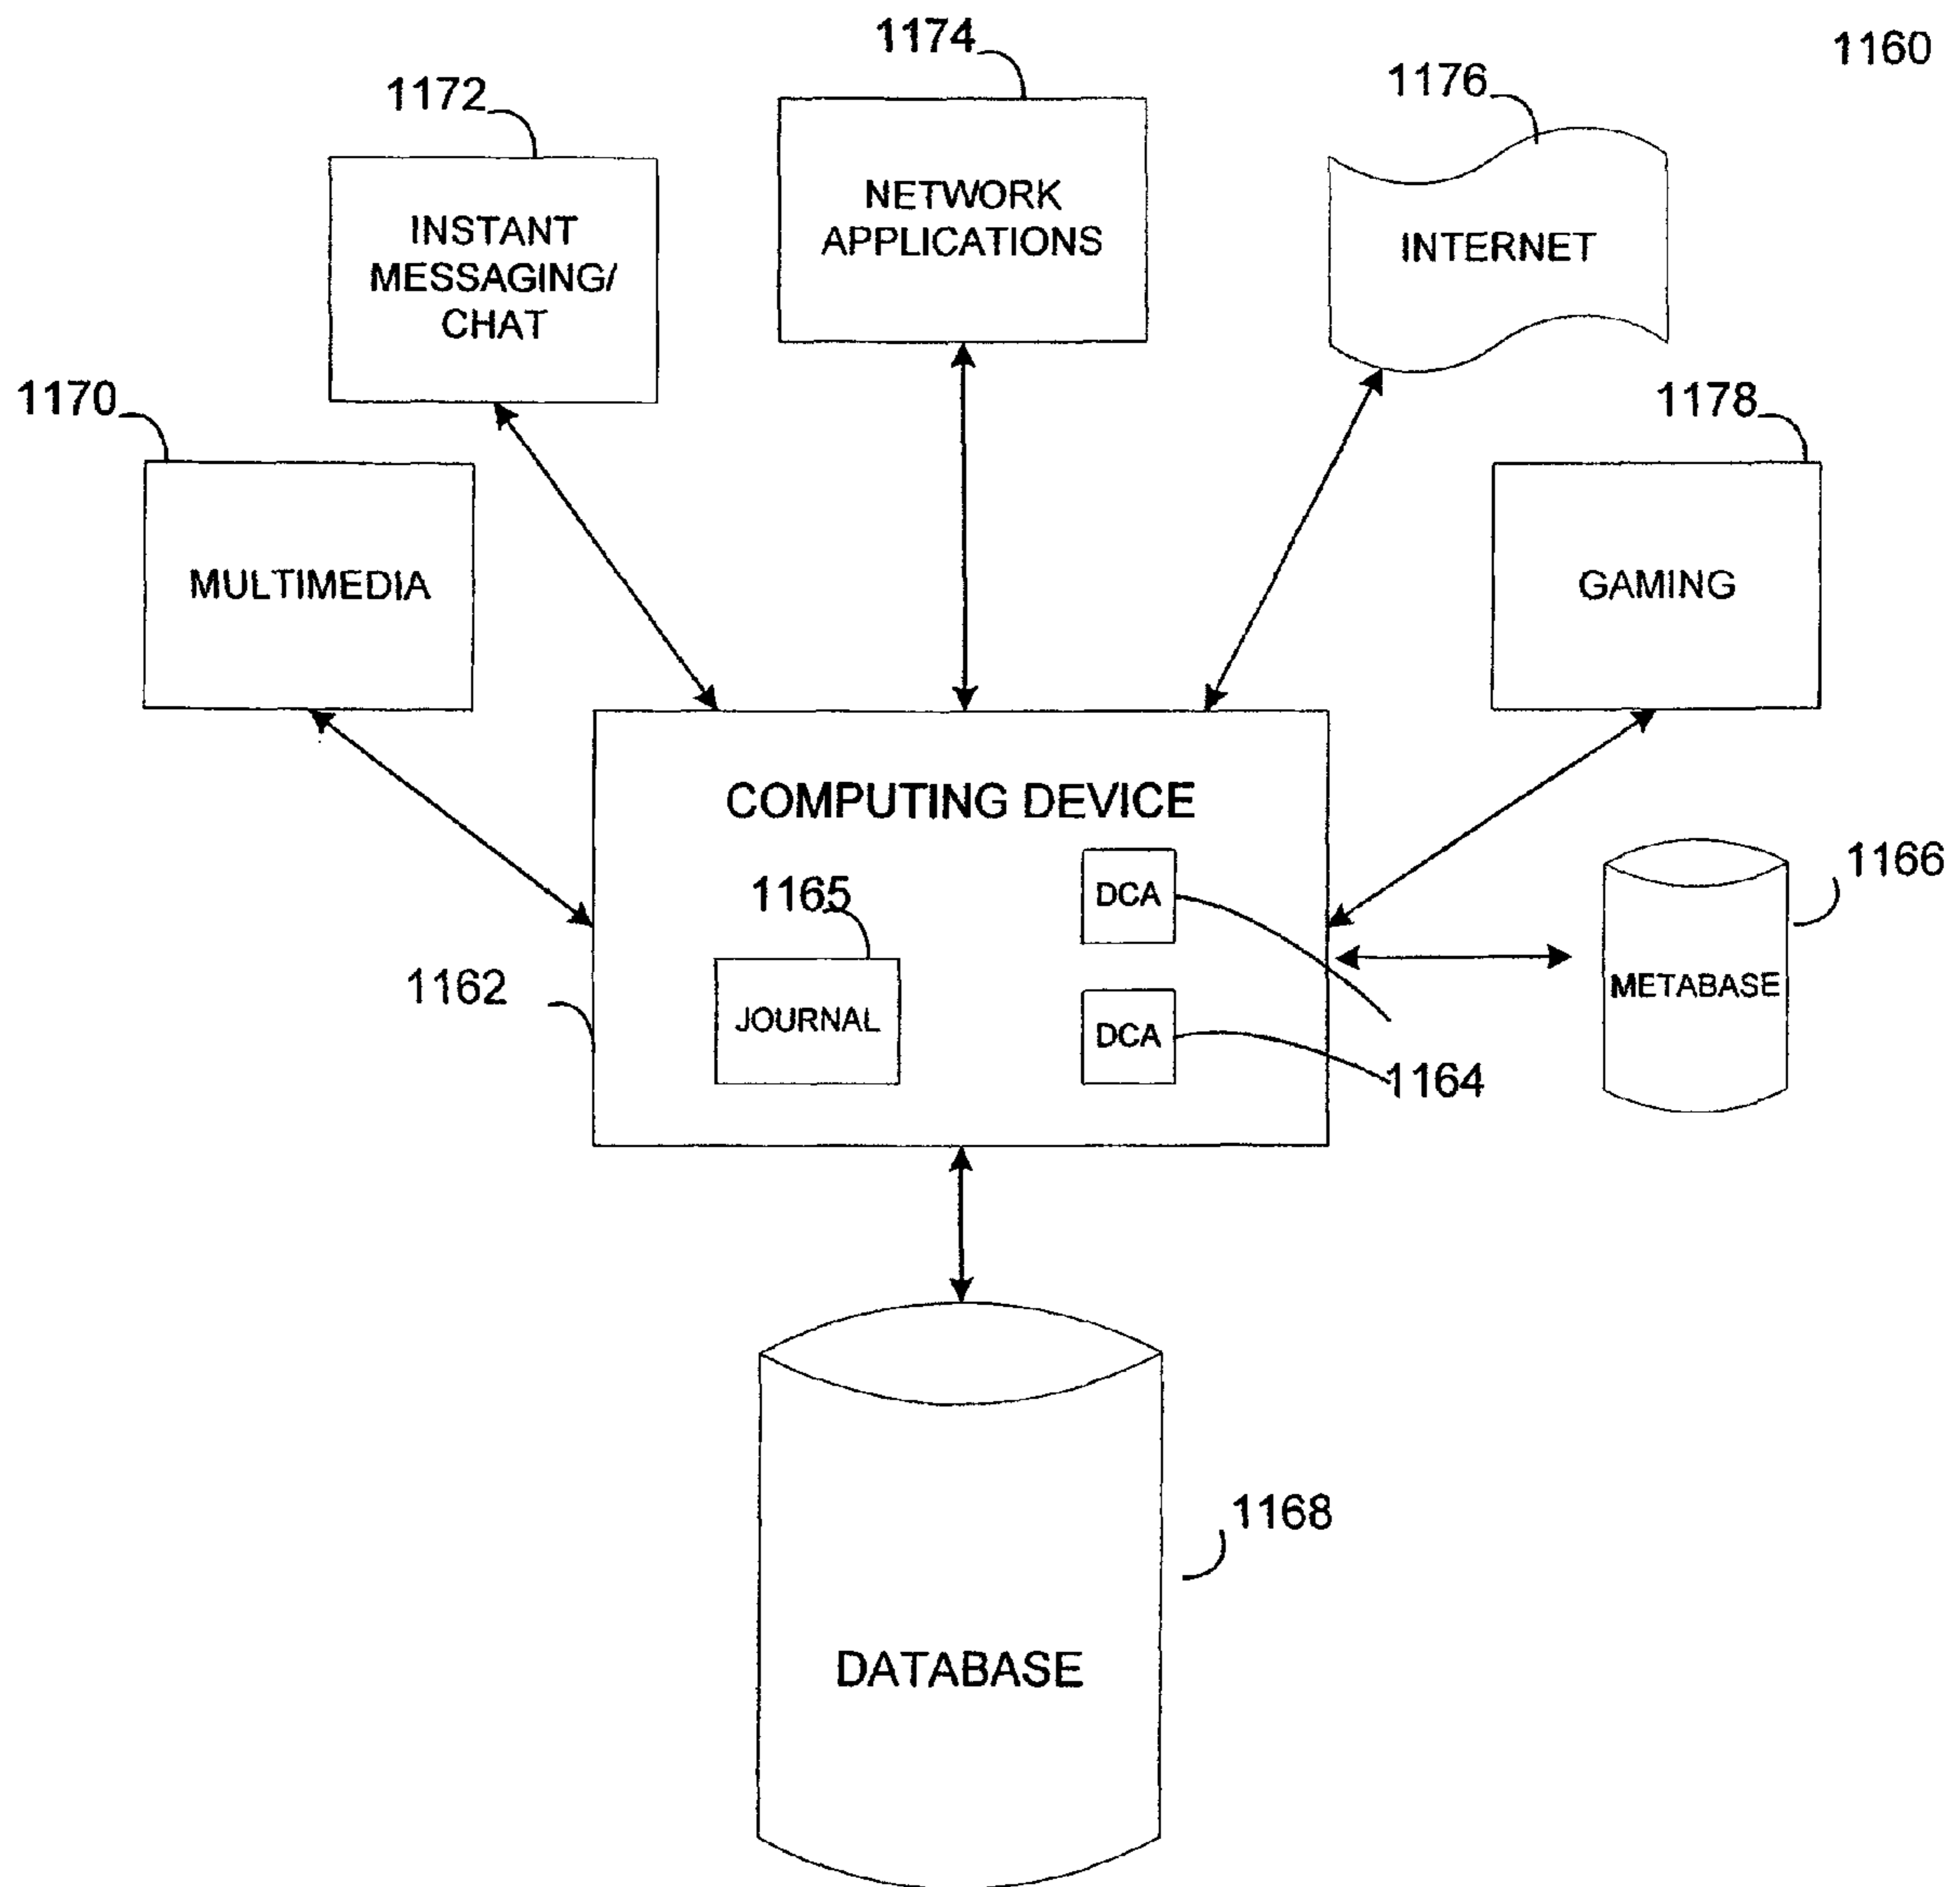 1160
1174
1176
1172
NETWORK
APPLICATIONS
INSTANT
MESSAGING/
CHAT
INTERNET
1170
1178
MULTIMEDIA
GAMING
COMPUTING DEVICE
1166
1165
DCA
1162
JOURNAL
DCA
METABASE
1164
1168
DATABASE